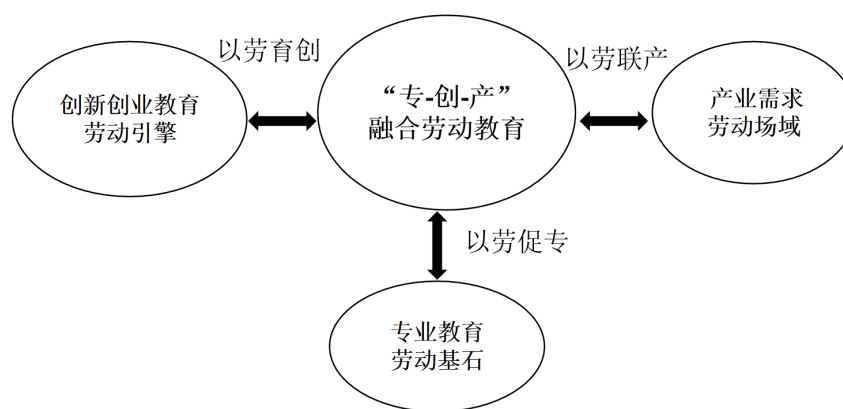 以劳育创
以劳联产
创新创业教育
劳动引擎
“专-创-产”
融合劳动教育
产业需求
劳动场域
以劳促专
专业教育
劳动基石